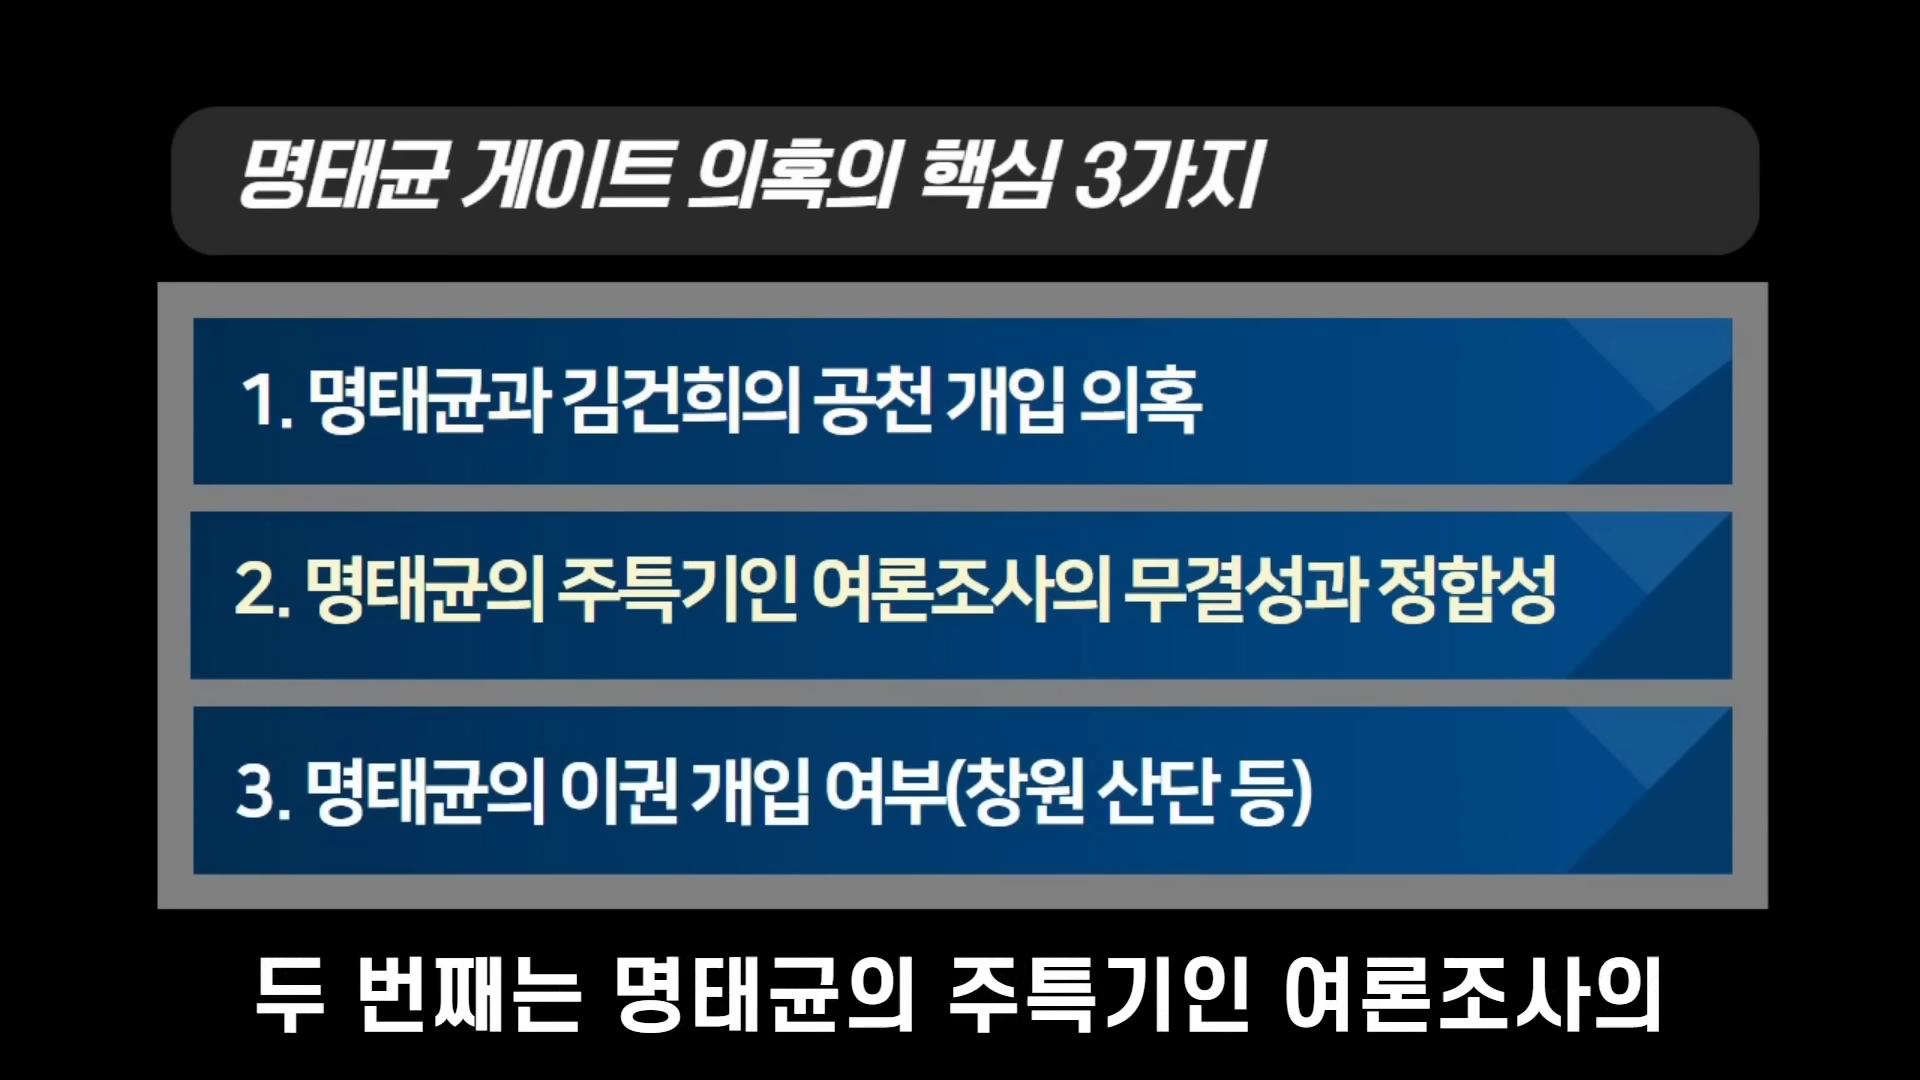 명태균 게이트 의혹의 핵심 3가지
1. 명태균과 김건희의 공천 개입 의혹
2. 명태균의 주특기인 여론조사의 무결성과 정합성
3. 명태균의 이권 개입 여부(창원 산단 등)
두 번째는 명태균의 주특기인 여론조사의